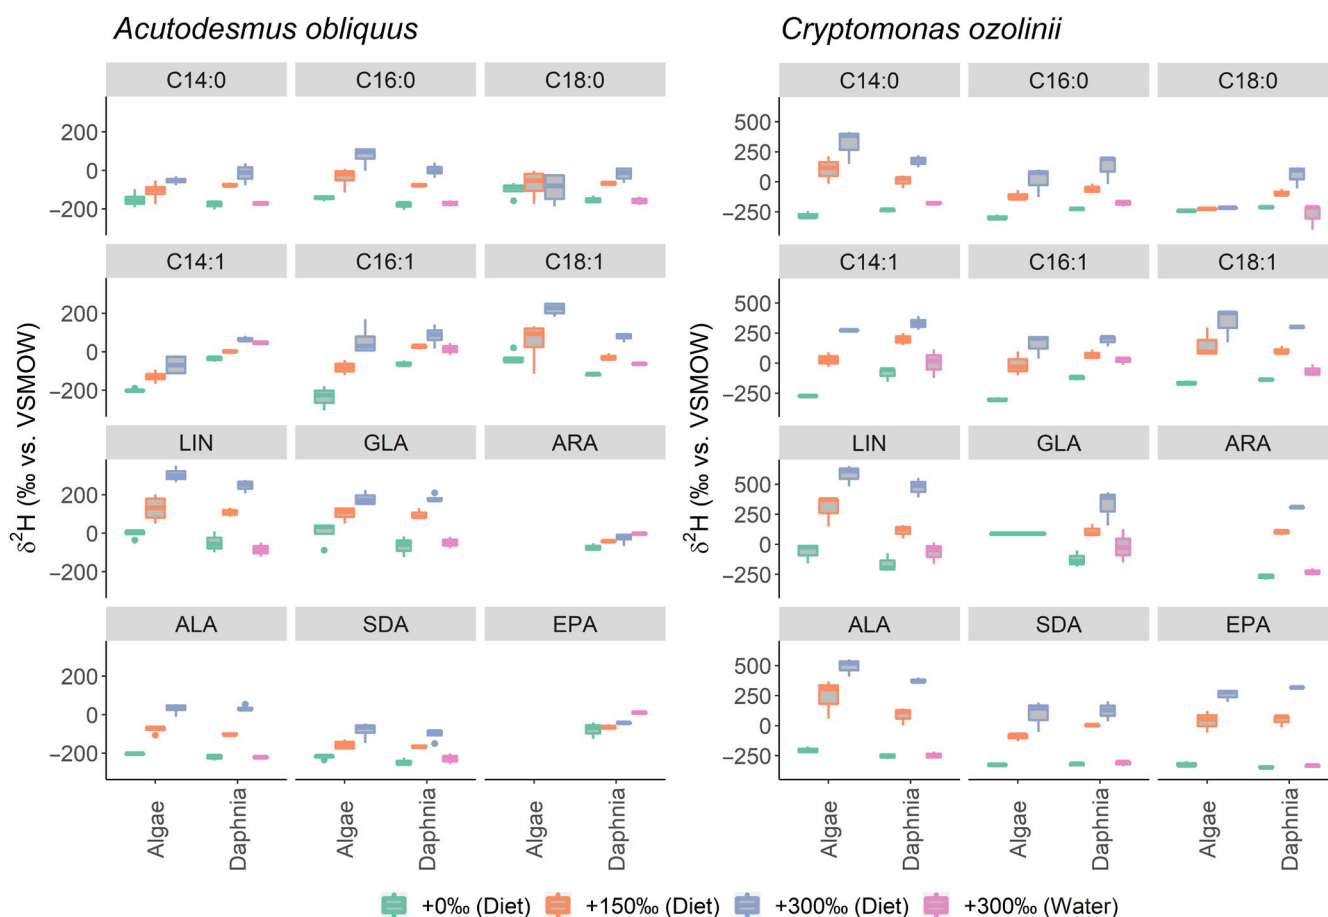 Acutodesmus obliquus
Cryptomonas ozolinii
C14:0 C16:0 C18:0
200
0
−200
C14:1 C16:1 C18:1
200
0
−200
LIN GLA ARA
200
0
−200
ALA SDA EPA
200
0
−200
δ²H (‰ vs. VSMOW)
Algae
Daphnia
Algae
Daphnia
Algae
Daphnia
C14:0 C16:0 C18:0
500
250
0
−250
C14:1 C16:1 C18:1
500
250
0
−250
LIN GLA ARA
500
250
0
−250
ALA SDA EPA
500
250
0
−250
δ²H (‰ vs. VSMOW)
Algae
Daphnia
Algae
Daphnia
Algae
Daphnia
+0‰ (Diet) +150‰ (Diet) +300‰ (Diet) +300‰ (Water)